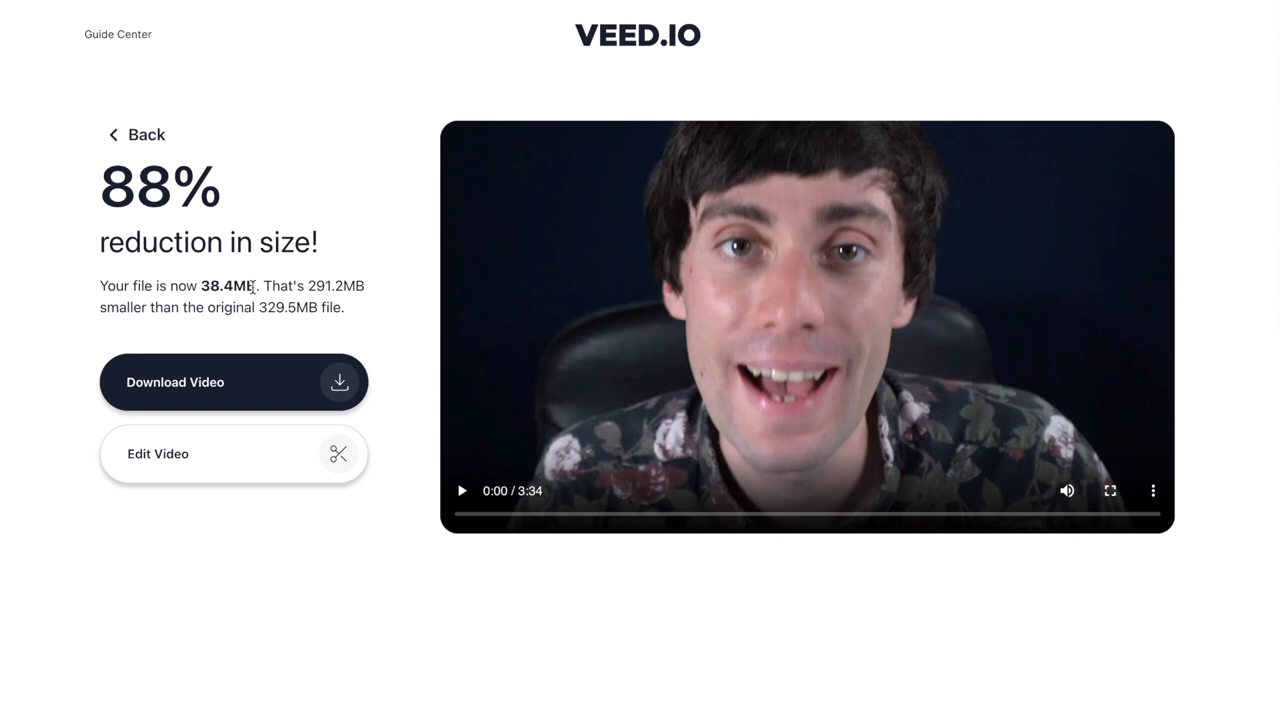 Guide Center
VEED.IO
Back
88%
reduction in size!
Your file is now 38.4MB. That's 291.2MB
smaller than the original 329.5MB file.
Download Video
Edit Video
0:00 / 3:34